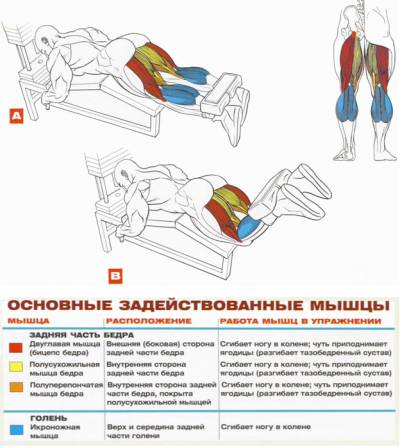 A
B
ОСНОВНЫЕ ЗАДЕЙСТВОВАННЫЕ МЫШЦЫ
МЫШЦА РАСПОЛОЖЕНИЕ РАБОТА МЫШЦ В УПРАЖНЕНИИ
ЗАДНЯЯ ЧАСТЬ БЕДРА
Двуглавая мышца Внешняя (боковая) сторона Сгибает ногу в колене; чуть приподнимает
(бицепс бедра) задней части бедра ягодицы (разгибает тазобедренный сустав)
Полусухожильная Внутренняя сторона Сгибает ногу в колене; чуть приподнимает
мышца бедра задней части бедра ягодицы (разгибает тазобедренный сустав)
Полуперепончатая Внутренняя сторона задней Сгибает ногу в колене; чуть приподнимает
мышца бедра части бедра, покрыта ягодицы (разгибает тазобедренный сустав)
полусухожильной мышцей
ГОЛЕНЬ
Икроножная Верх и середина задней Сгибает ногу в колене
мышца части голени